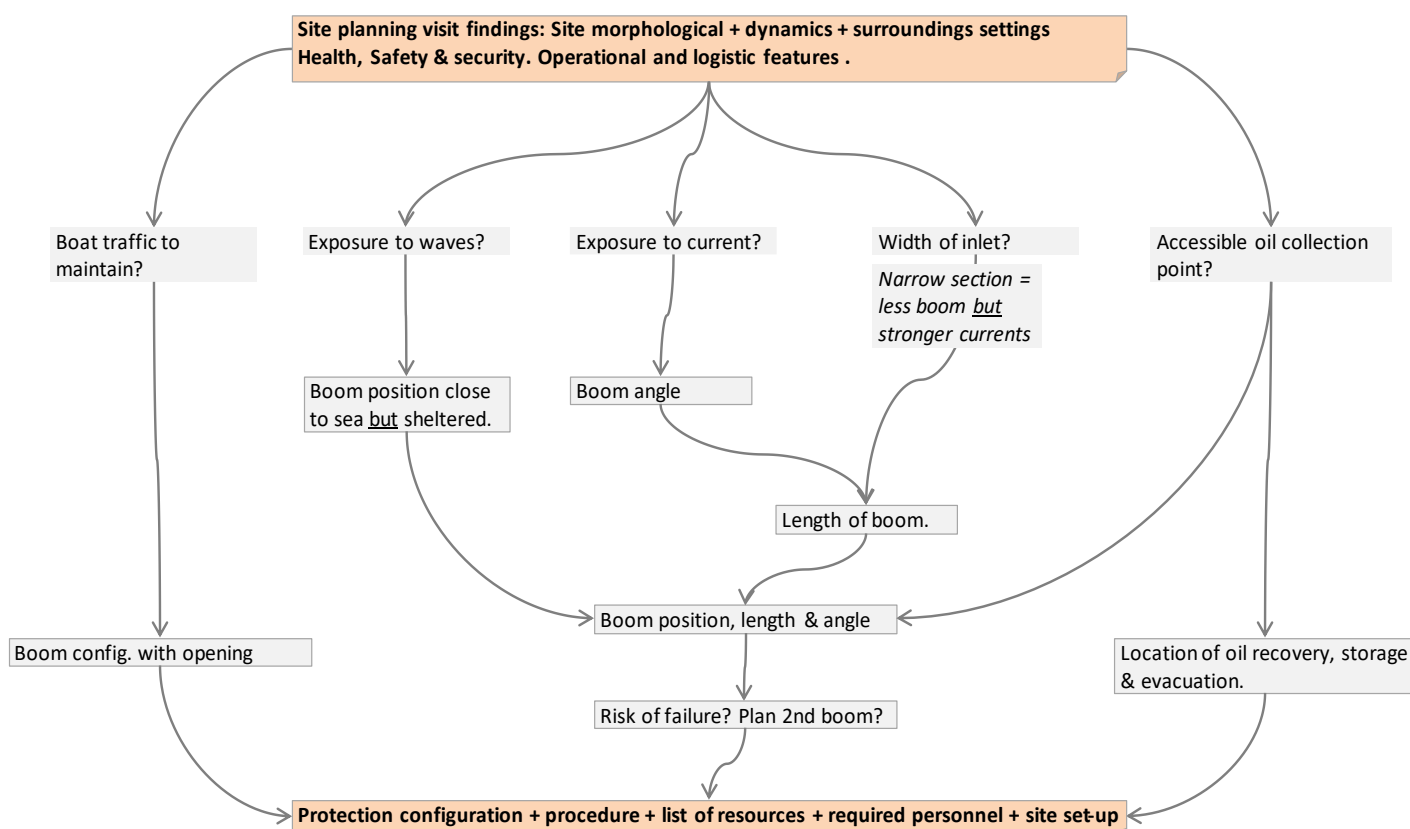 Site planning visit findings: Site morphological + dynamics + surroundings settings
Health, Safety & security. Operational and logistic features .
Boat traffic to
maintain?
Exposure to waves?
Exposure to current?
Width of inlet?
Narrow section =
less boom but
stronger currents
Accessible oil collection
point?
Boom position close
to sea but sheltered.
Boom angle
Length of boom.
Boom position, length & angle
Boom config. with opening
Location of oil recovery, storage
& evacuation.
Risk of failure? Plan 2nd boom?
Protection configuration + procedure + list of resources + required personnel + site set-up